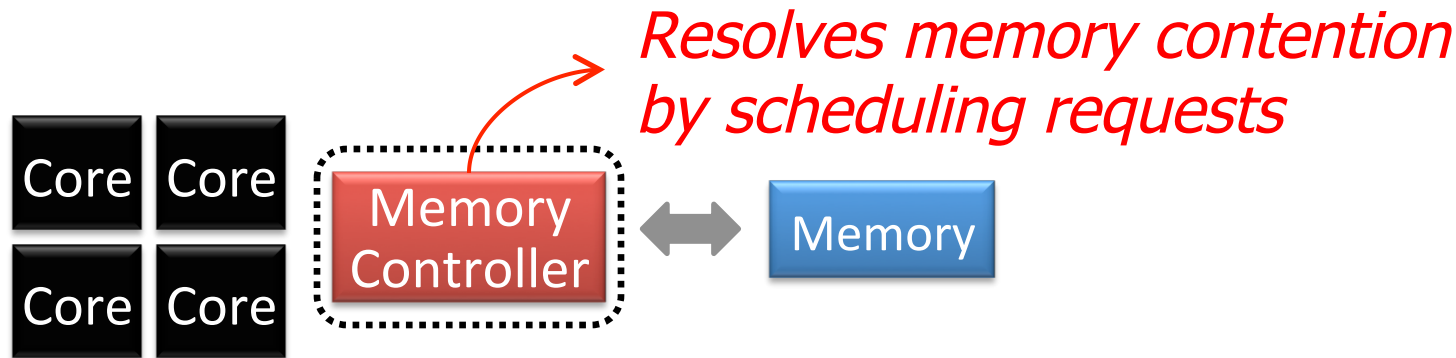 Resolves memory contention
by scheduling requests
Core Core
Memory
Controller
Memory
Core Core